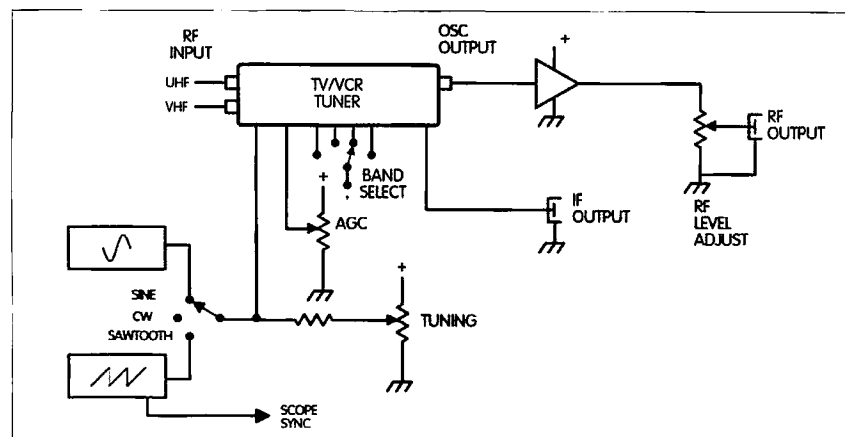 RF
INPUT
OSC
OUTPUT
UHF
VHF
TV/VCR
TUNER
+
RF
OUTPUT
BAND
SELECT
+
AGC
IF
OUTPUT
RF
LEVEL
ADJUST
+
SINE
CW
SAWTOOTH
TUNING
SCOPE
SYNC